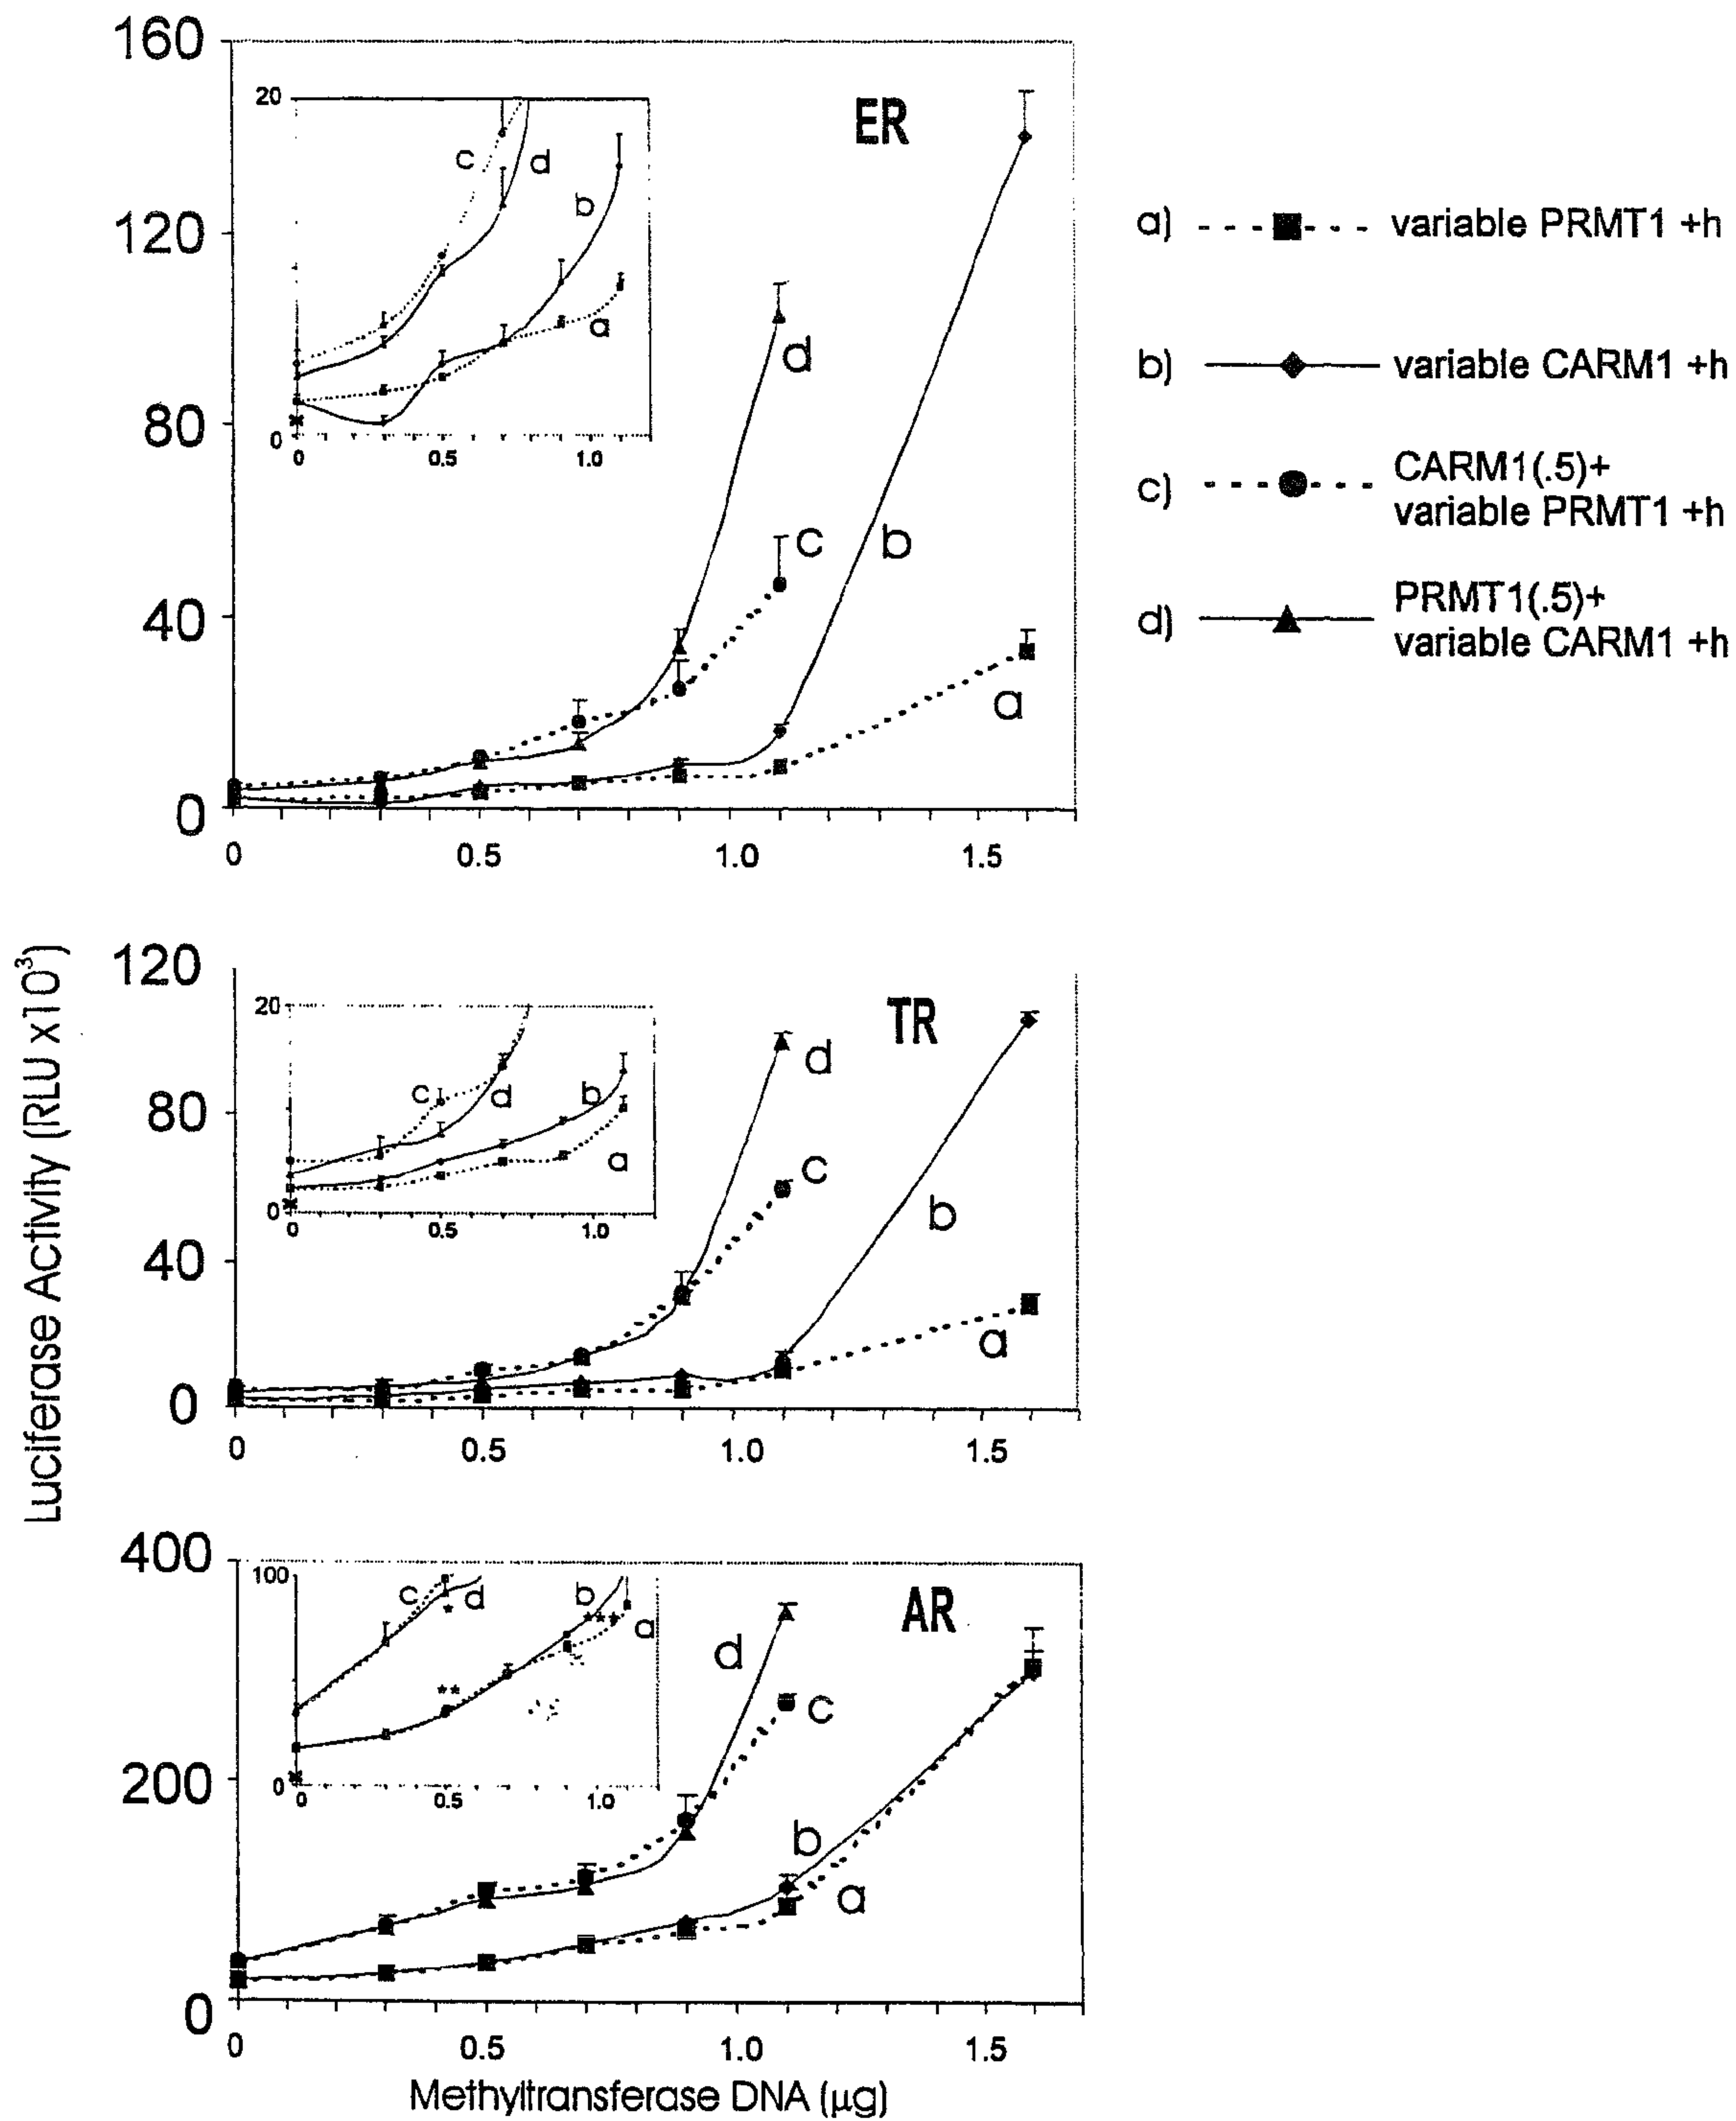 160
120
80
40
0
0
0.5
1.0
1.5
ER
20
0
0
0.5
1.0
c
d
b
a
d
c
b
a
a) variable PRMT1 +h
b) variable CARM1 +h
c) CARM1(.5)+
variable PRMT1 +h
d) PRMT1(.5)+
variable CARM1 +h
Luciferase Activity (RLU x10³)
120
80
40
0
0
0.5
1.0
1.5
TR
20
0
0
0.5
1.0
c
d
b
a
d
c
b
a
400
200
0
0
0.5
1.0
1.5
AR
100
0
0
0.5
1.0
c
d
*
b
***
a
**
d
c
b
a
Methyltransferase DNA (µg)